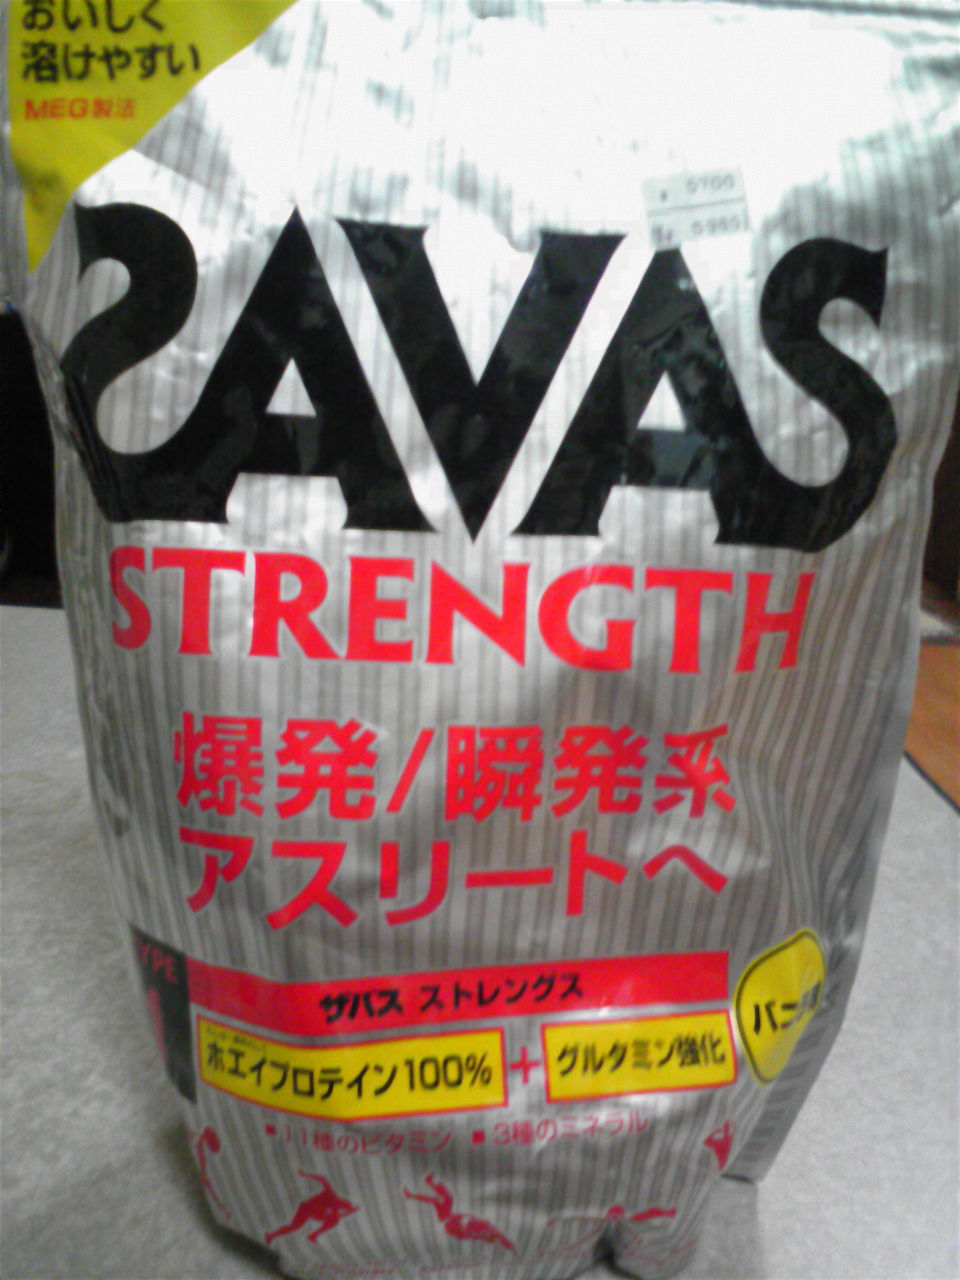 おいしく
溶けやすい
MEG製法
SAVAS
STRENGTH
爆発/瞬発系
アスリートへ
ザバス ストレングス
ホエイプロテイン100%
+
グルタミン強化
■11種のビタミン ■3種のミネラル